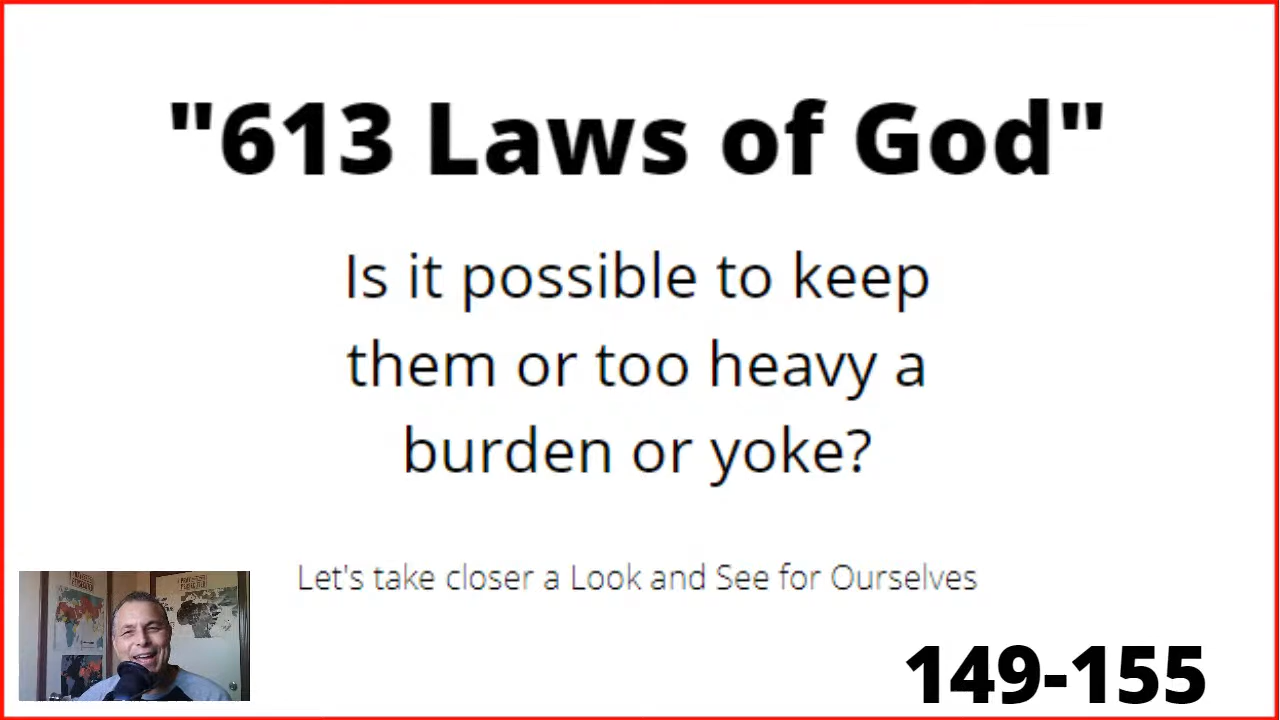 "613 Laws of God"
Is it possible to keep
them or too heavy a
burden or yoke?
Let's take closer a Look and See for Ourselves
149-155